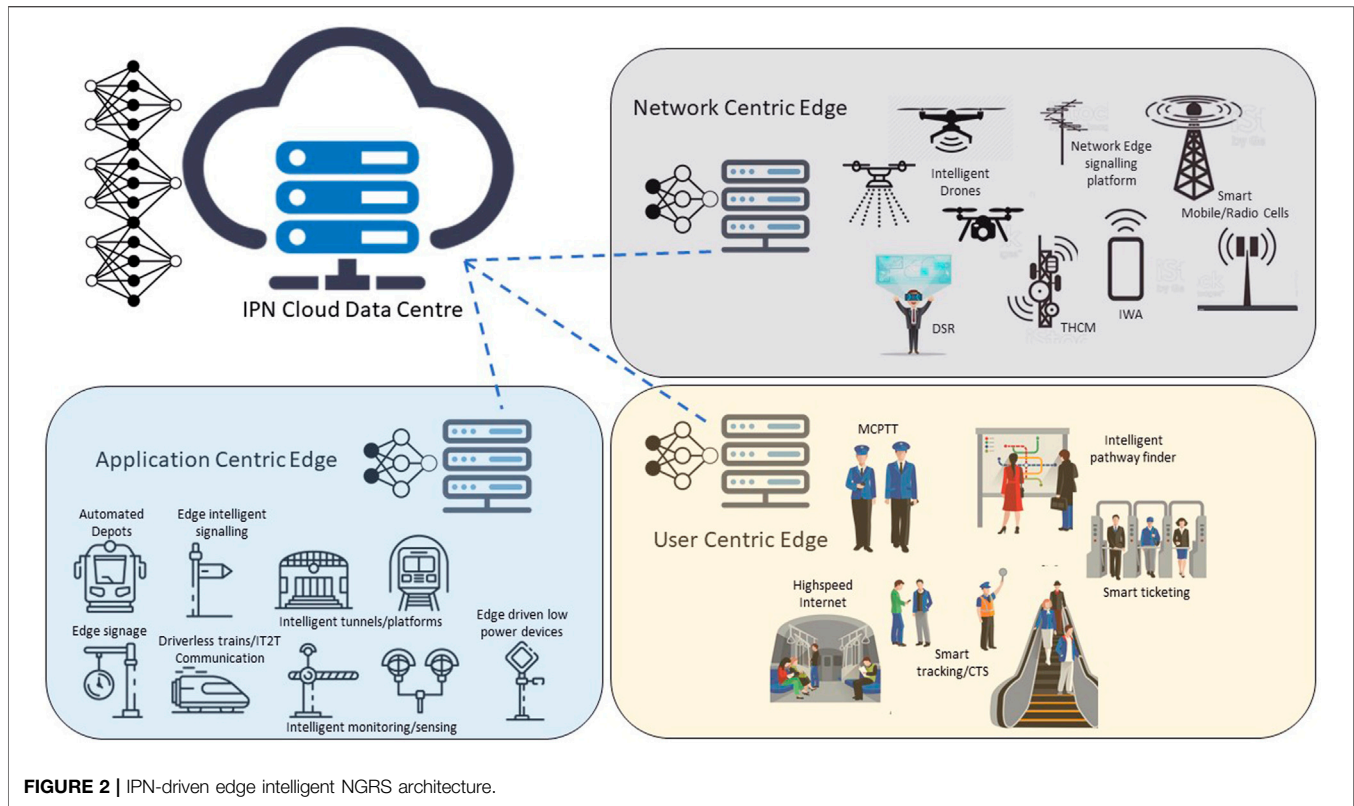 IPN Cloud Data Centre
Network Centric Edge
Intelligent
Drones
Network Edge
signalling
platform
Smart
Mobile/Radio Cells
DSR
THCM
IWA
Application Centric Edge
Automated
Depots
Edge intelligent
signalling
Intelligent tunnels/platforms
Edge driven low
power devices
Edge signage
Driverless trains/IT2T
Communication
Intelligent monitoring/sensing
User Centric Edge
MCPTT
Intelligent
pathway finder
Smart ticketing
Highspeed
Internet
Smart
tracking/CTS
FIGURE 2 | IPN-driven edge intelligent NGRS architecture.